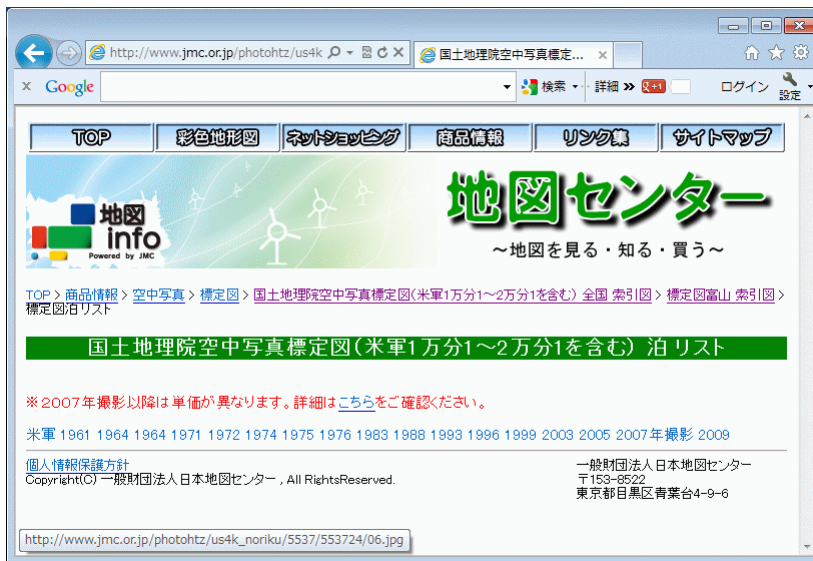 http://www.jmc.or.jp/photohtz/us4k
国土地理院空中写真標定...
Google
検索
詳細
+1
ログイン
設定
TOP
彩色地形図
ネットショッピング
商品情報
リンク集
サイトマップ
地図
info
Powered by JMC
地図センター
～地図を見る・知る・買う～
TOP > 商品情報 > 空中写真 > 標定図 > 国土地理院空中写真標定図(米軍1万分1～2万分1を含む) 全国 索引図 > 標定図富山 索引図 >
標定図泊リスト
国土地理院空中写真標定図(米軍1万分1～2万分1を含む) 泊 リスト
※2007年撮影以降は単価が異なります。詳細はこちらをご確認ください。
米軍 1961 1964 1964 1971 1972 1974 1975 1976 1983 1988 1993 1996 1999 2003 2005 2007年撮影 2009
個人情報保護方針
Copyright(C) 一般財団法人日本地図センター , All RightsReserved.
一般財団法人日本地図センター
〒153-8522
東京都目黒区青葉台4-9-6
http://www.jmc.or.jp/photohtz/us4k_noriku/5537/553724/06.jpg